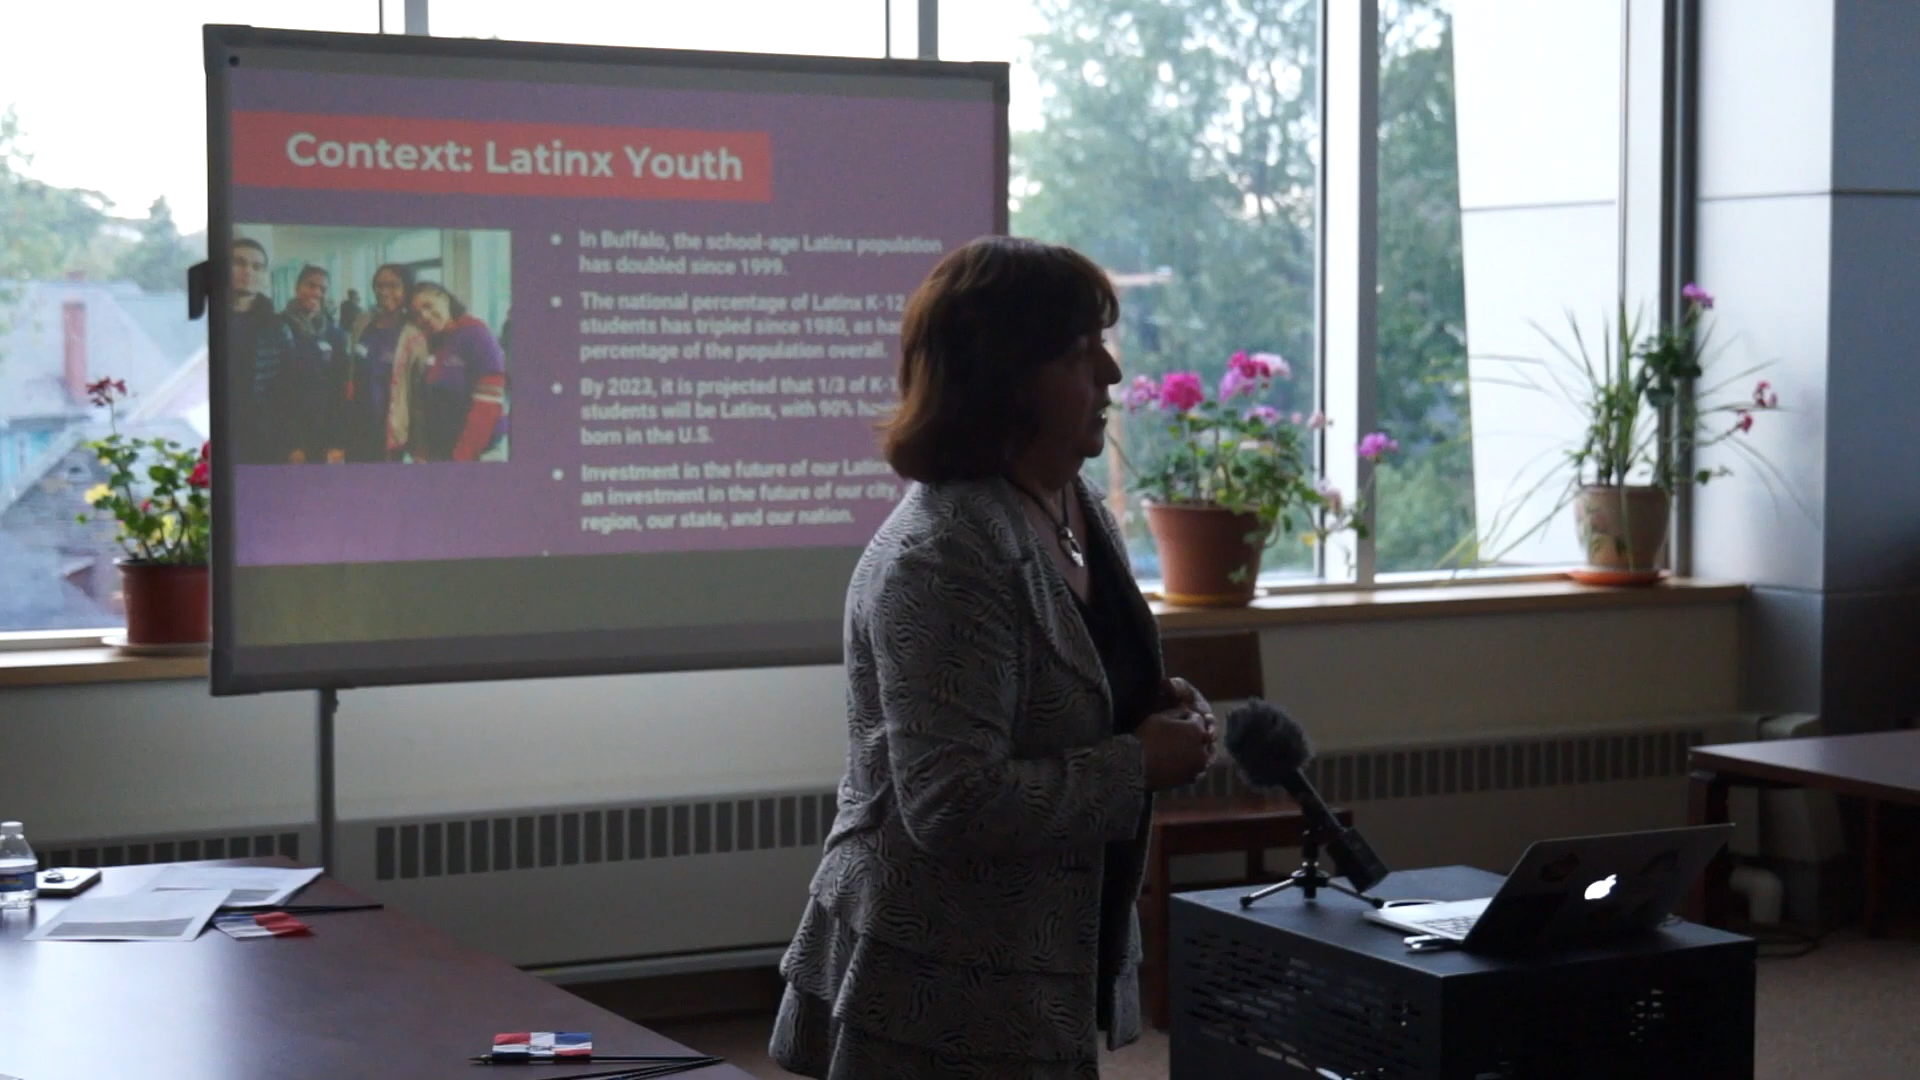 Context: Latinx Youth
• In Buffalo, the school-age Latinx population
has doubled since 1999.
• The national percentage of Latinx K-12
students has tripled since 1980, as
percentage of the population overall.
• By 2023, it is projected that 1/3 of
students will be Latinx, with 90%
born in the U.S.
• Investment in the future of our
an investment in the future of our city,
region, our state, and our nation.